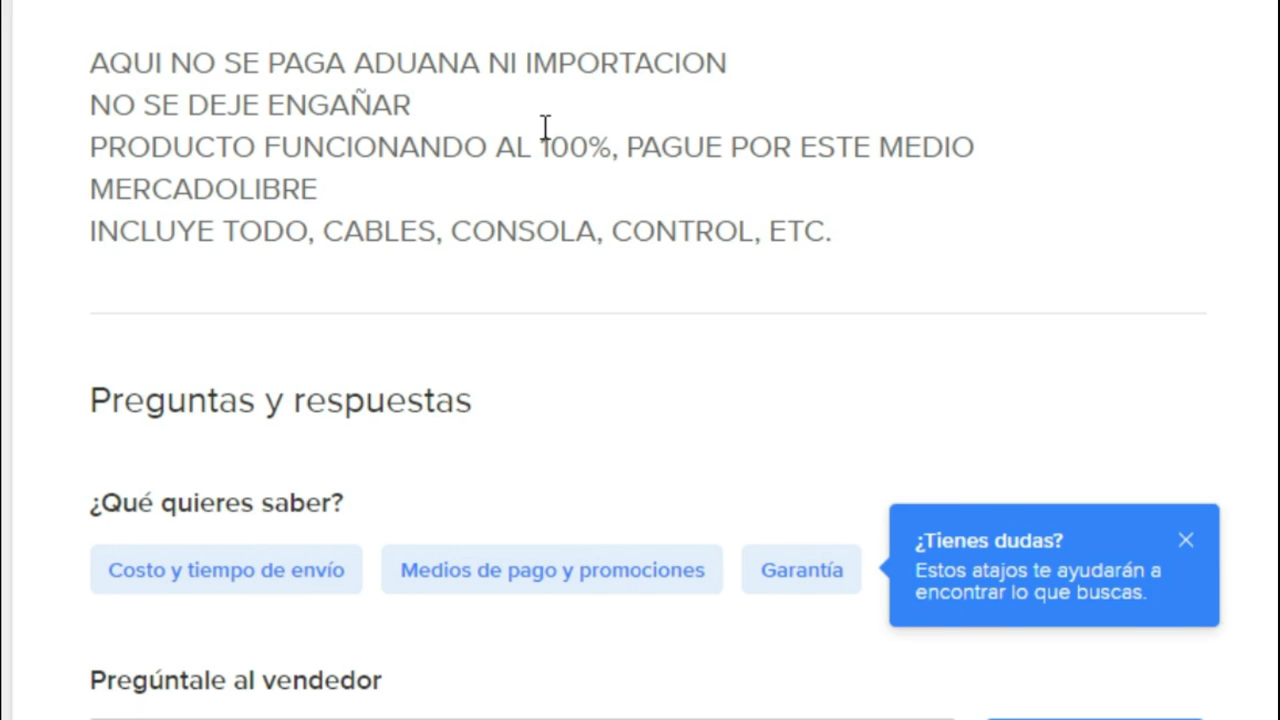 AQUI NO SE PAGA ADUANA NI IMPORTACION
NO SE DEJE ENGAÑAR
PRODUCTO FUNCIONANDO AL 100%, PAGUE POR ESTE MEDIO
MERCADOLIBRE
INCLUYE TODO, CABLES, CONSOLA, CONTROL, ETC.
Preguntas y respuestas
¿Qué quieres saber?
Costo y tiempo de envío
Medios de pago y promociones
Garantía
¿Tienes dudas?
Estos atajos te ayudarán a
encontrar lo que buscas.
Pregúntale al vendedor